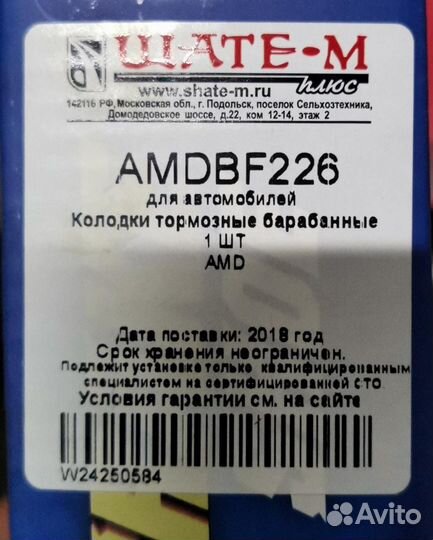 ШАТЕ-М
плюс
www.shate-m.ru
142116 РФ, Московская обл., г. Подольск, поселок Сельхозтехника,
Домодедовское шоссе, д.22, ком 12-14, этаж 2
AMDBF226
для автомобилей
Колодки тормозные барабанные
1 ШТ
AMD
Дата поставки: 2018 год
Срок хранения неограничен.
Подлежит установке только квалифицированным
специалистом на сертифицированной СТО
Условия гарантии см. на сайте
W24250584
Avito